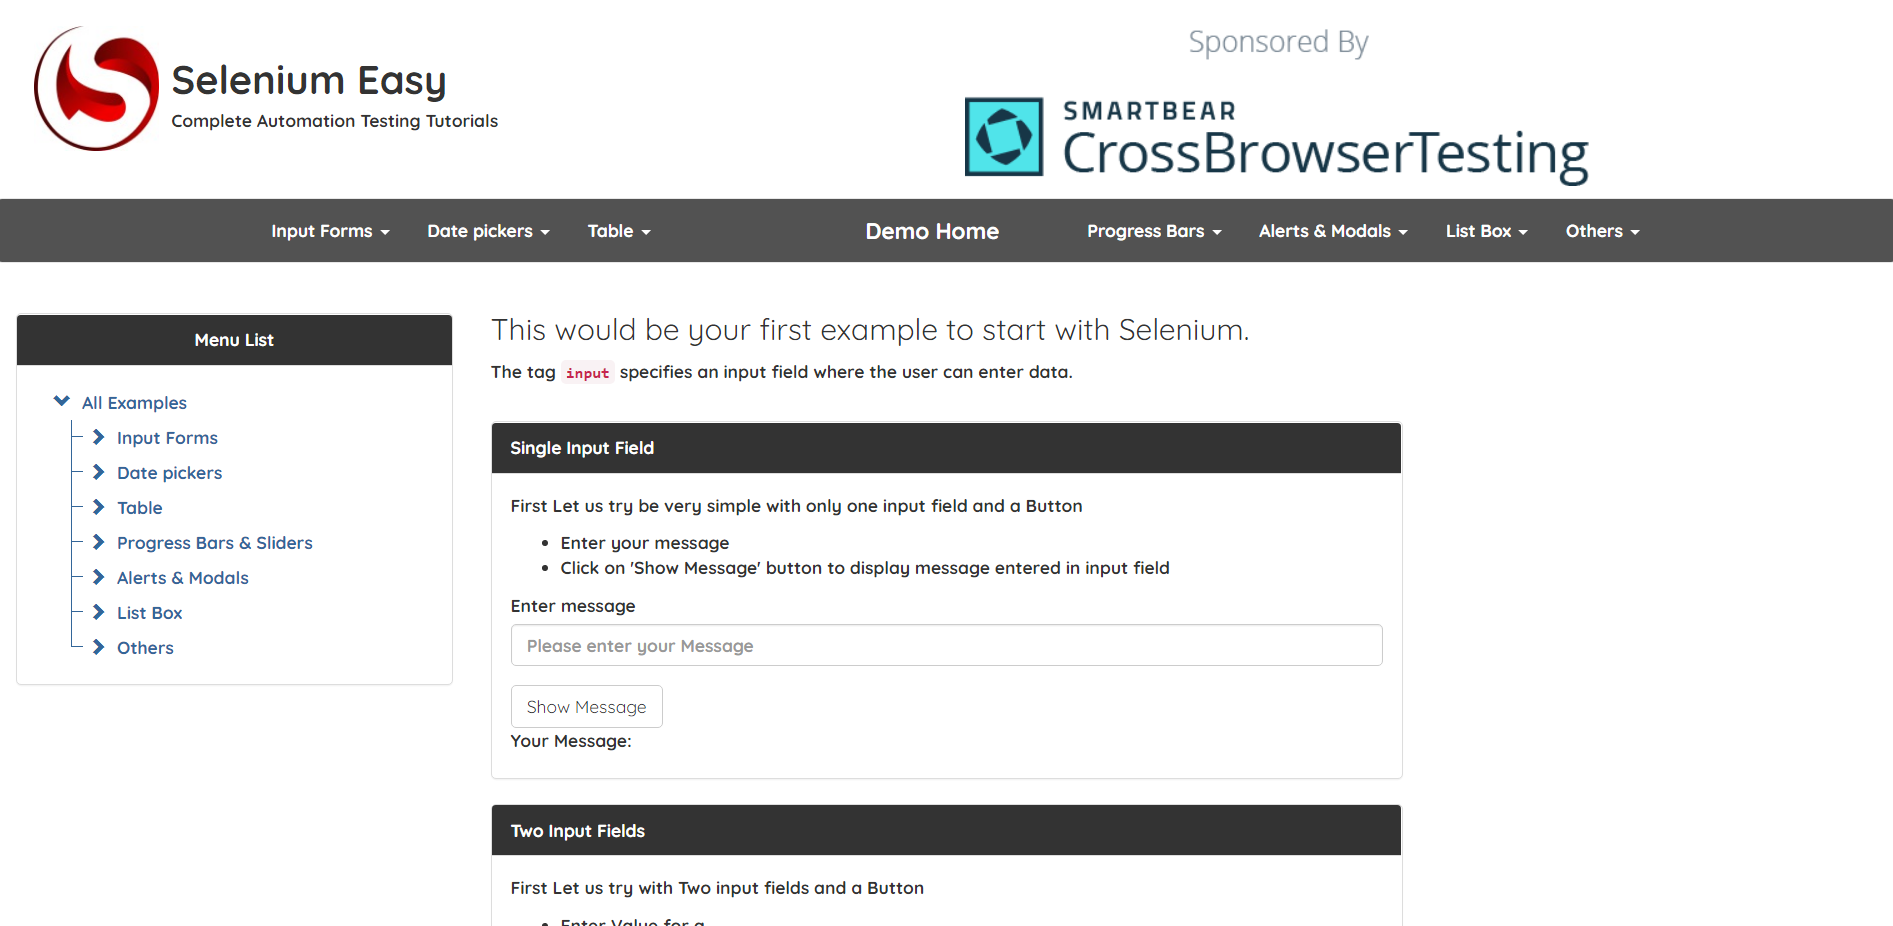 Selenium Easy
Complete Automation Testing Tutorials
Sponsored By
SMARTBEAR
CrossBrowserTesting
Input Forms Date pickers Table Demo Home Progress Bars Alerts & Modals List Box Others
Menu List
All Examples
Input Forms
Date pickers
Table
Progress Bars & Sliders
Alerts & Modals
List Box
Others
This would be your first example to start with Selenium.
The tag input specifies an input field where the user can enter data.
Single Input Field
First Let us try be very simple with only one input field and a Button
Enter your message
Click on 'Show Message' button to display message entered in input field
Enter message
Please enter your Message
Show Message
Your Message:
Two Input Fields
First Let us try with Two input fields and a Button
Enter Value for a